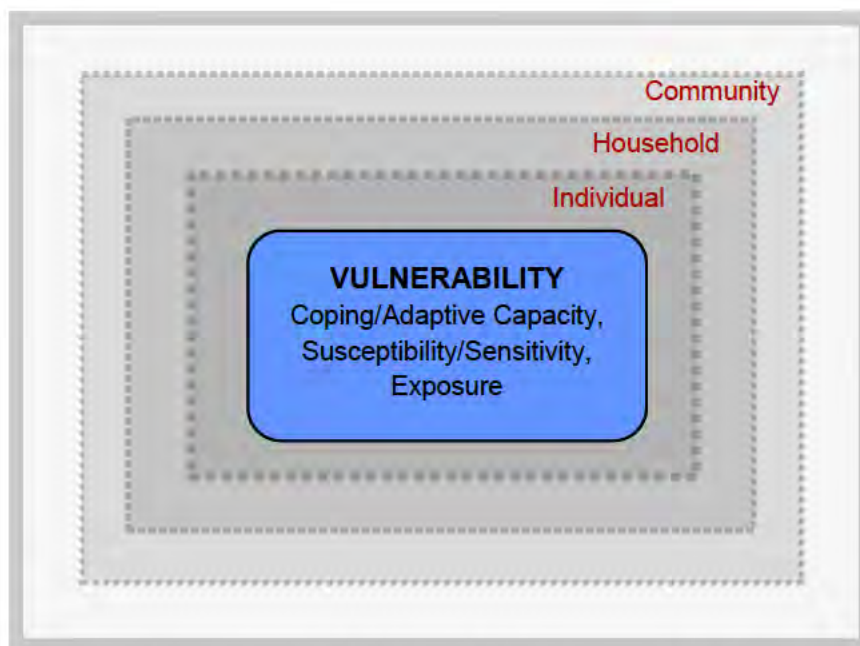 Community
Household
Individual
VULNERABILITY
Coping/Adaptive Capacity,
Susceptibility/Sensitivity,
Exposure